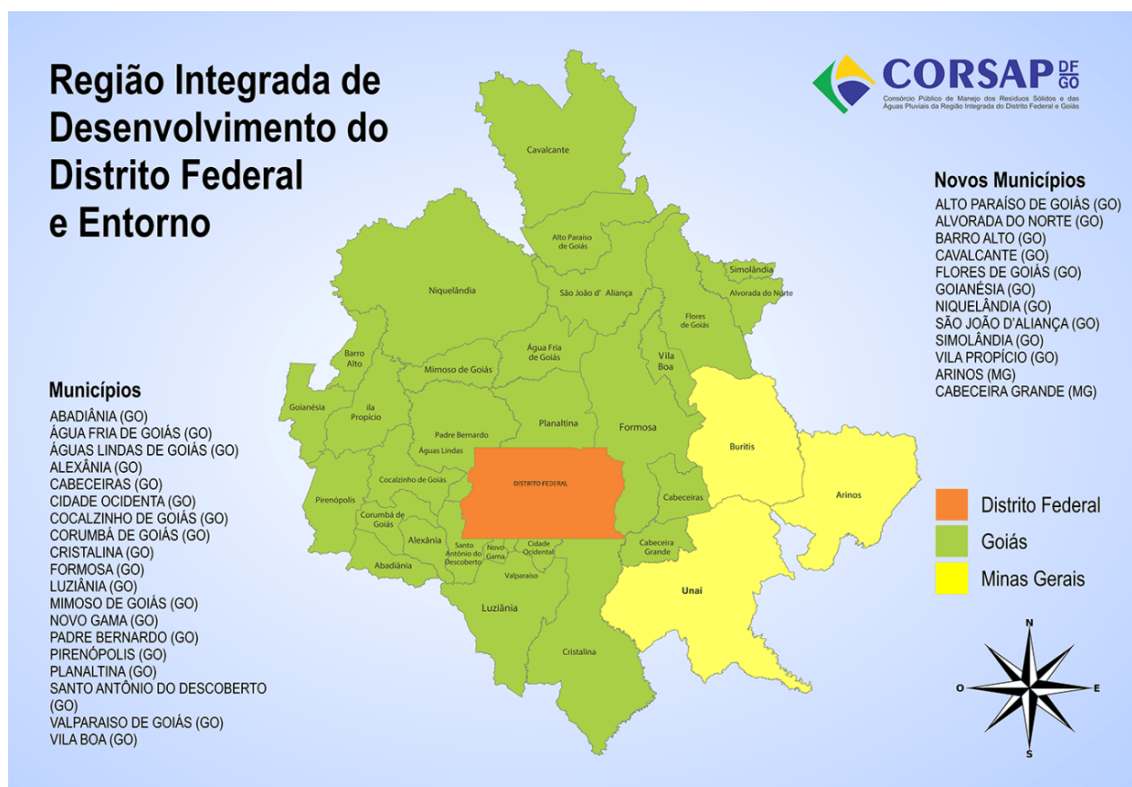 Região Integrada de
Desenvolvimento do
Distrito Federal
e Entorno
CORSAP DF GO
Consórcio Público de Manejo dos Resíduos Sólidos e das
Águas Pluviais da Região Integrada do Distrito Federal e Goiás
Novos Municípios
ALTO PARAÍSO DE GOIÁS (GO)
ALVORADA DO NORTE (GO)
BARRO ALTO (GO)
CAVALCANTE (GO)
FLORES DE GOIÁS (GO)
GOIANÉSIA (GO)
NIQUELÂNDIA (GO)
SÃO JOÃO D'ALIANÇA (GO)
SIMOLÂNDIA (GO)
VILA PROPÍCIO (GO)
ARINOS (MG)
CABECEIRA GRANDE (MG)
Municípios
ABADIÂNIA (GO)
ÁGUA FRIA DE GOIÁS (GO)
ÁGUAS LINDAS DE GOIÁS (GO)
ALEXÂNIA (GO)
CABECEIRAS (GO)
CIDADE OCIDENTA (GO)
COCALZINHO DE GOIÁS (GO)
CORUMBÁ DE GOIÁS (GO)
CRISTALINA (GO)
FORMOSA (GO)
LUZIÂNIA (GO)
MIMOSO DE GOIÁS (GO)
NOVO GAMA (GO)
PADRE BERNARDO (GO)
PIRENÓPOLIS (GO)
PLANALTINA (GO)
SANTO ANTÔNIO DO DESCOBERTO
(GO)
VALPARAISO DE GOIÁS (GO)
VILA BOA (GO)
Cavalcante
Alto Paraíso
de Goiás
Simolândia
Niquelândia
São João d' Aliança
Alvorada do Norte
Flores
de Goiás
Água Fria
de Goiás
Barro
Alto
Vila
Boa
Mimoso de Goiás
Goianésia
ila
Propício
Planaltina
Formosa
Padre Bernardo
Águas Lindas
Buritis
Cocalzinho de Goiás
DISTRITO FEDERAL
Pirenópolis
Cabeceiras
Arinos
Corumbá de
Goiás
Alexânia
Abadiânia
Santo
Antônio do
Descoberto
Novo
Gama
Cidade
Ocidental
Cabeceira
Grande
Valparaíso
Unai
Luziânia
Cristalina
Distrito Federal
Goiás
Minas Gerais
N
O
E
S